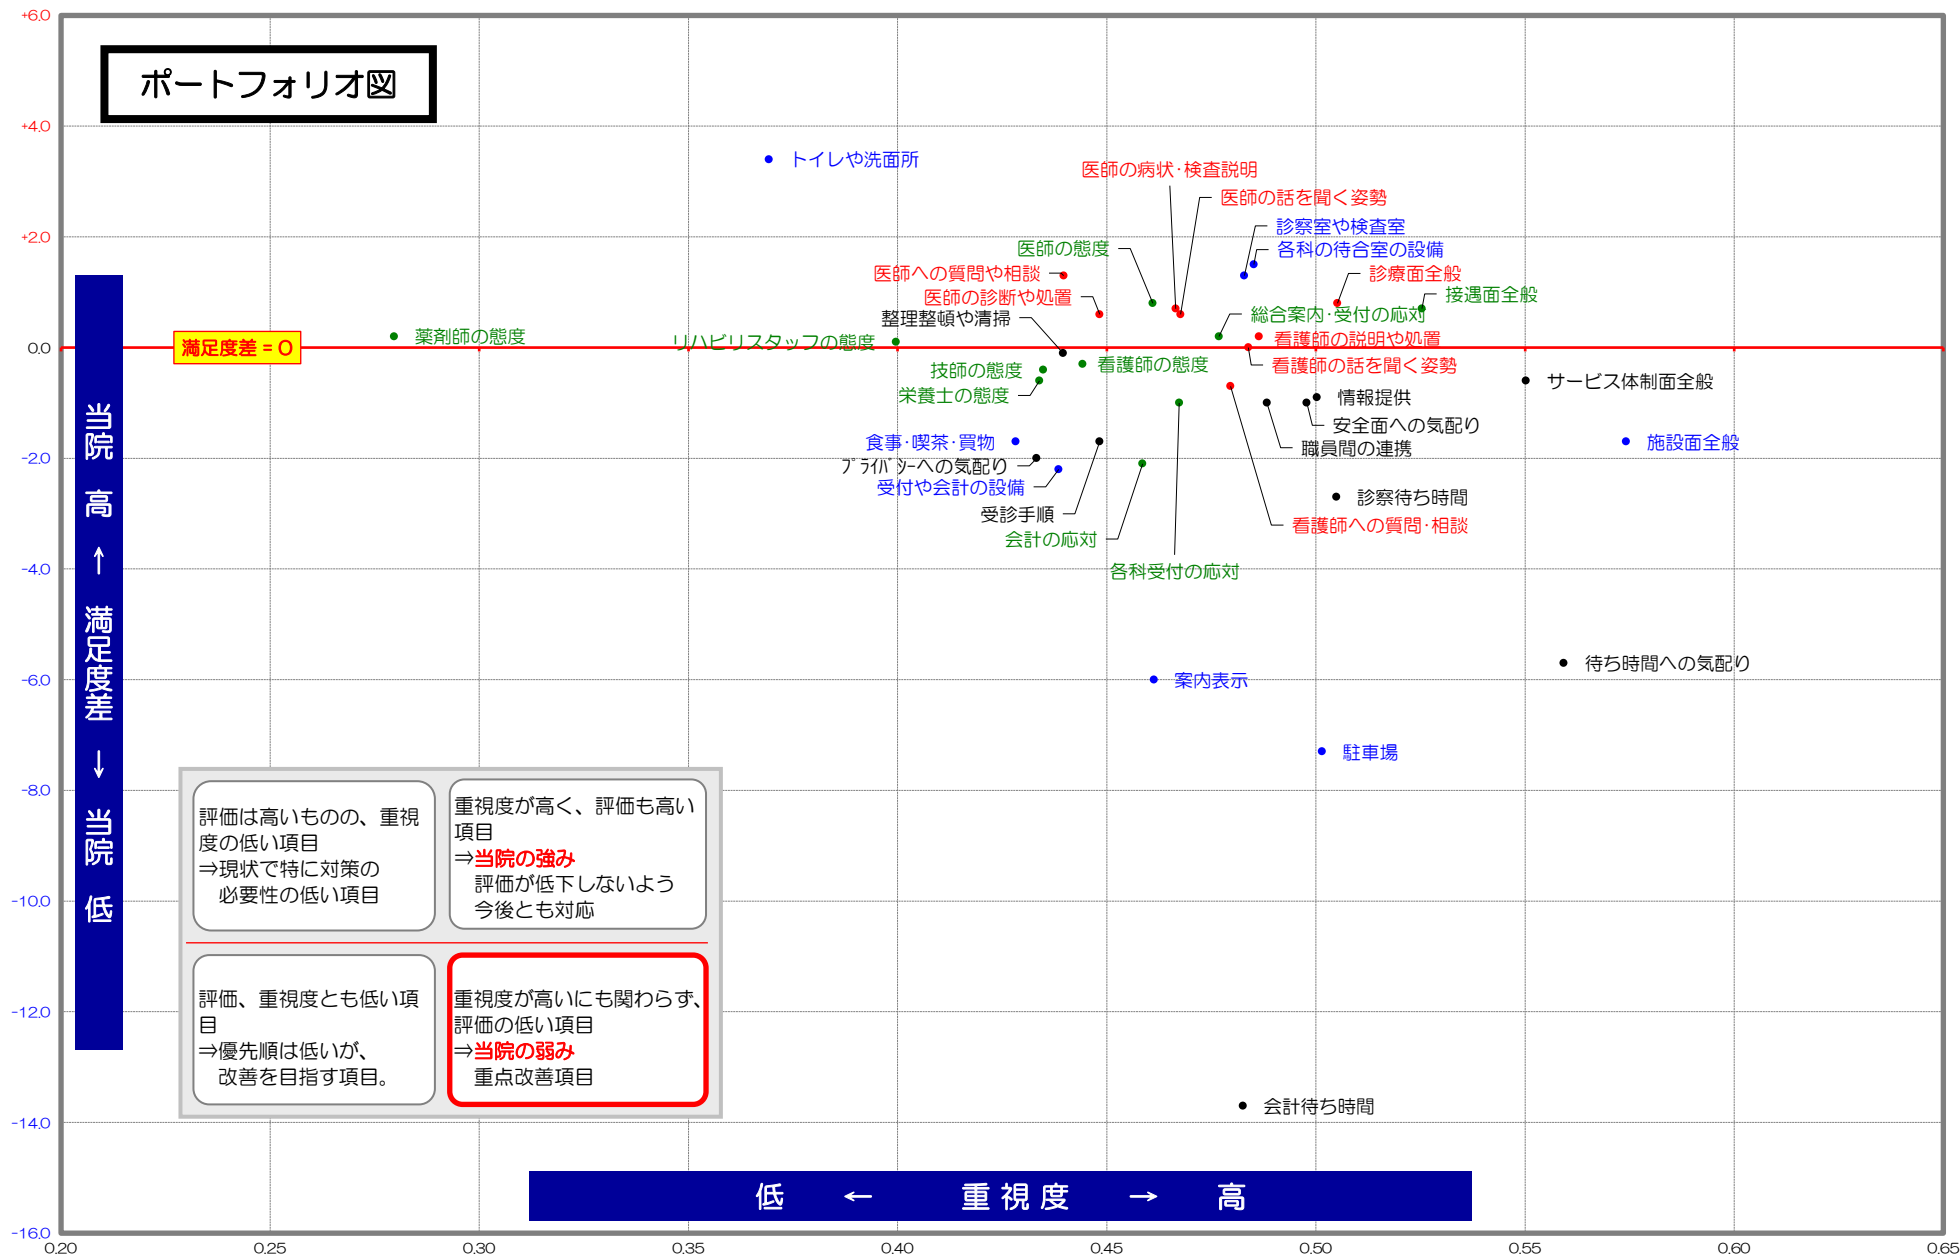 +6.0
ポートフォリオ図
+4.0
トイレや洗面所
医師の病状･検査説明
医師の話を聞く姿勢
診察室や検査室
+2.0
医師の態度
各科の待合室の設備
医師への質問や相談
診療面全般
医師の診断や処置
接遇面全般
整理整頓や清掃
総合案内･受付の応対
薬剤師の態度
リハビリスタッフの態度
看護師の説明や処置
0.0
満足度差 = 0
看護師の態度
看護師の話を聞く姿勢
技師の態度
サービス体制面全般
栄養士の態度
情報提供
安全面への気配り
食事･喫茶･買物
施設面全般
職員間の連携
-2.0
ﾌﾟﾗｲﾊﾞｼｰへの気配り
受付や会計の設備
診察待ち時間
受診手順
看護師への質問･相談
会計の応対
-4.0
各科受付の応対
待ち時間への気配り
-6.0
案内表示
駐車場
-8.0
-10.0
-12.0
-14.0
-16.0
当院 高 ↑ 満足度差 ↓ 当院 低
評価は高いものの、重視
度の低い項目
⇒現状で特に対策の
必要性の低い項目
重視度が高く、評価も高い
項目
⇒当院の強み
評価が低下しないよう
今後とも対応
評価、重視度とも低い項
目
⇒優先順は低いが、
改善を目指す項目。
重視度が高いにも関わらず、
評価の低い項目
⇒当院の弱み
重点改善項目
会計待ち時間
低 ← 重視度 → 高
0.20 0.25 0.30 0.35 0.40 0.45 0.50 0.55 0.60 0.65